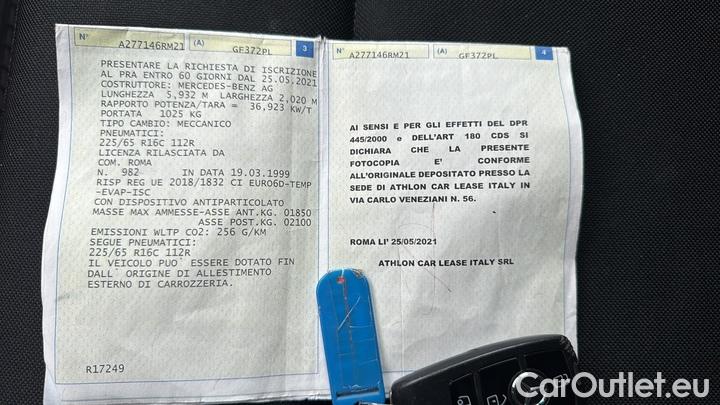 N° A277146RM21 (A) GF372PL 3
PRESENTARE LA RICHIESTA DI ISCRIZIONE
AL PRA ENTRO 60 GIORNI DAL 25.05.2021
COSTRUTTORE: MERCEDES-BENZ AG
LUNGHEZZA 5,932 M LARGHEZZA 2,020 M
RAPPORTO POTENZA/TARA = 36,923 KW/T
PORTATA 1025 KG
TIPO CAMBIO: MECCANICO
PNEUMATICI:
225/65 R16C 112R
LICENZA RILASCIATA DA
COM. ROMA
N. 982 IN DATA 19.03.1999
RISP REG UE 2018/1832 CI EURO6D-TEMP
-EVAP-ISC
CON DISPOSITIVO ANTIPARTICOLATO
MASSE MAX AMMESSE-ASSE ANT.KG. 01850
ASSE POST.KG. 02100
EMISSIONI WLTP CO2: 256 G/KM
SEGUE PNEUMATICI:
225/65 R16C 112R
IL VEICOLO PUO` ESSERE DOTATO FIN
DALL` ORIGINE DI ALLESTIMENTO
ESTERNO DI CARROZZERIA.
R17249
N° A277146RM21 (A) GF372PL 4
AI SENSI E PER GLI EFFETTI DEL DPR
445/2000 e DELL'ART 180 CDS SI
DICHIARA CHE LA PRESENTE
FOTOCOPIA E' CONFORME
ALL'ORIGINALE DEPOSITATO PRESSO LA
SEDE DI ATHLON CAR LEASE ITALY IN
VIA CARLO VENEZIANI N. 56.
ROMA LI' 25/05/2021
ATHLON CAR LEASE ITALY SRL
CarOutlet.eu